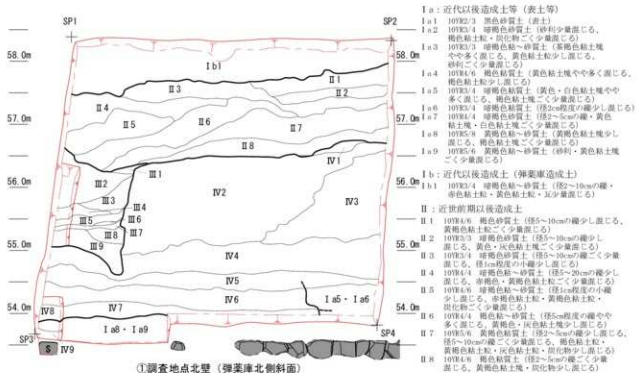 SP1
SP2
58.0m
57.0m
56.0m
55.0m
54.0m
58.0m
57.0m
56.0m
55.0m
54.0m
SP3
SP4
Ⅰb1
Ⅱ1
Ⅱ2
Ⅱ3
Ⅱ4
Ⅱ5
Ⅱ6
Ⅱ7
Ⅱ8
Ⅲ1
Ⅲ2
Ⅲ3
Ⅲ4
Ⅲ5
Ⅲ6
Ⅲ7
Ⅲ8
Ⅲ9
Ⅳ1
Ⅳ2
Ⅳ3
Ⅳ4
Ⅳ5
Ⅳ6
Ⅳ7
Ⅳ8
Ⅳ9
Ⅰa5・Ⅰa6
Ⅰa8・Ⅰa9
S
①調査地点北壁(弾薬庫北側斜面)
Ⅰa:近代以後造成土等(表土等)
Ⅰa1 10YR2/3 黒色砂質土(表土)
Ⅰa2 10YR3/4 暗褐色砂質土(砂利少量混じる、
褐色粘土粒・炭化物ごく少量混じる)
Ⅰa3 10YR3/3 暗褐色粘~砂質土(茶褐色粘土塊
やや多く混じる、黄色粘土粒少し混じる、
砂利ごく少量混じる)
Ⅰa4 10YR4/6 褐色粘質土(黄色粘土塊やや多く混じる、
褐色粘土粒少し混じる)
Ⅰa5 10YR3/4 暗褐色砂質土(黄色・白色粘土塊やや
多く混じる、褐色粘土塊ごく少量混じる)
Ⅰa6 10YR3/4 暗褐色砂質土(径2cm程度の礫少し混じる)
Ⅰa7 10YR4/4 褐色砂質土(径2~5cmの礫・黄色
粘土塊・白色粘土塊ごく少量混じる)
Ⅰa8 10YR5/8 黄褐色粘~砂質土(黄褐色粘土塊少し
混じる、褐色粘土塊ごく少量混じる)
Ⅰa9 10YR5/6 黄褐色粘~砂質土(砂利・黄色粘土塊
ごく少量混じる)
Ⅰb:近代以後造成土(弾薬庫造成土)
Ⅰb1 10YR3/4 暗褐色粘~砂質土(径2~10cmの礫・
赤色粘土粒・黄色粘土粒・瓦少量混じる)
Ⅱ:近世前期以後造成土
Ⅱ1 10YR4/6 褐色砂質土(径5~10cmの礫少し混じる、
黄褐色粘土粒ごく少量混じる)
Ⅱ2 10YR3/3 暗褐色砂質土(径5~10cmの礫少し
混じる、黄色・灰色粘土塊ごく少量混じる)
Ⅱ3 10YR3/4 暗褐色砂質土(径5~10cmの礫ごく少量
混じる、径1cm程度の小礫少し混じる)
Ⅱ4 10YR4/4 褐色粘~砂質土(径5~20cmの礫少し
混じる、赤褐色・黄褐色粘土粒ごく少量混じる)
Ⅱ5 10YR4/6 褐色粘~砂質土(径1cm程度の小礫
少し混じる、赤褐色粘土粒・黄褐色粘土粒・
炭化物ごく少量混じる)
Ⅱ6 10YR4/4 褐色粘~砂質土(径5cm程度の礫やや
多く混じる、黄褐色・灰色粘土塊少し混じる)
Ⅱ7 10YR5/6 黄褐色粘質土(径2~5cmの礫少し混じる、
径5~10cmの礫ごく少量混じる、褐色粘土粒・
黄褐色粘土粒・灰色粘土粒・炭化物少し混じる)
Ⅱ8 10YR4/6 褐色粘質土(径2~5cmの礫ごく少量
混じる、黄褐色粘土塊・炭化物少し混じる)